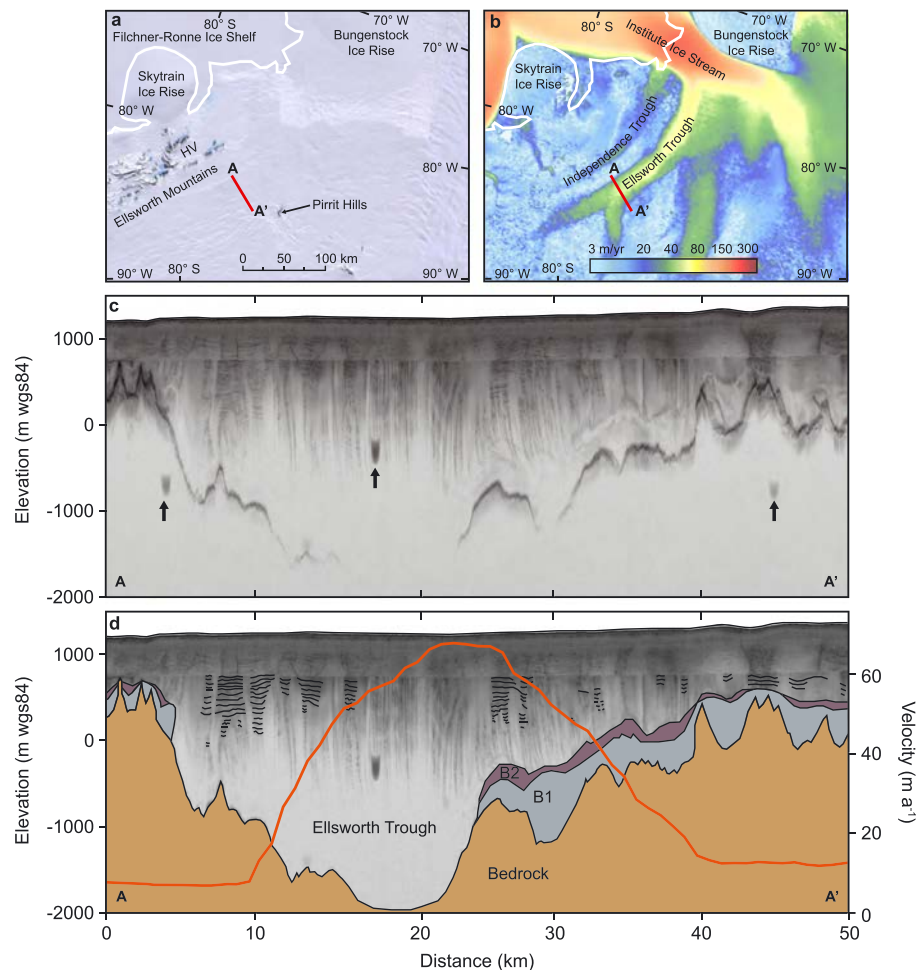 a
80° S
70° W
Filchner-Ronne Ice Shelf
Bungenstock
Ice Rise
70° W
Skytrain
Ice Rise
80° W
HV
Ellsworth Mountains
A
A'
Pirrit Hills
80° W
0 50 100 km
90° W
80° S
90° W
b
80° S
Institute Ice Stream
Bungenstock
Ice Rise
70° W
Skytrain
Ice Rise
80° W
Independence Trough
Ellsworth Trough
A
A'
80° W
3 m/yr 20 40 80 150 300
90° W
80° S
90° W
c
Elevation (m wgs84)
1000
0
-1000
-2000
A
A'
d
Elevation (m wgs84)
1000
0
-1000
-2000
B2
B1
Ellsworth Trough
Bedrock
A
A'
60
40
20
0
Velocity (m a-1)
0 10 20 30 40 50
Distance (km)